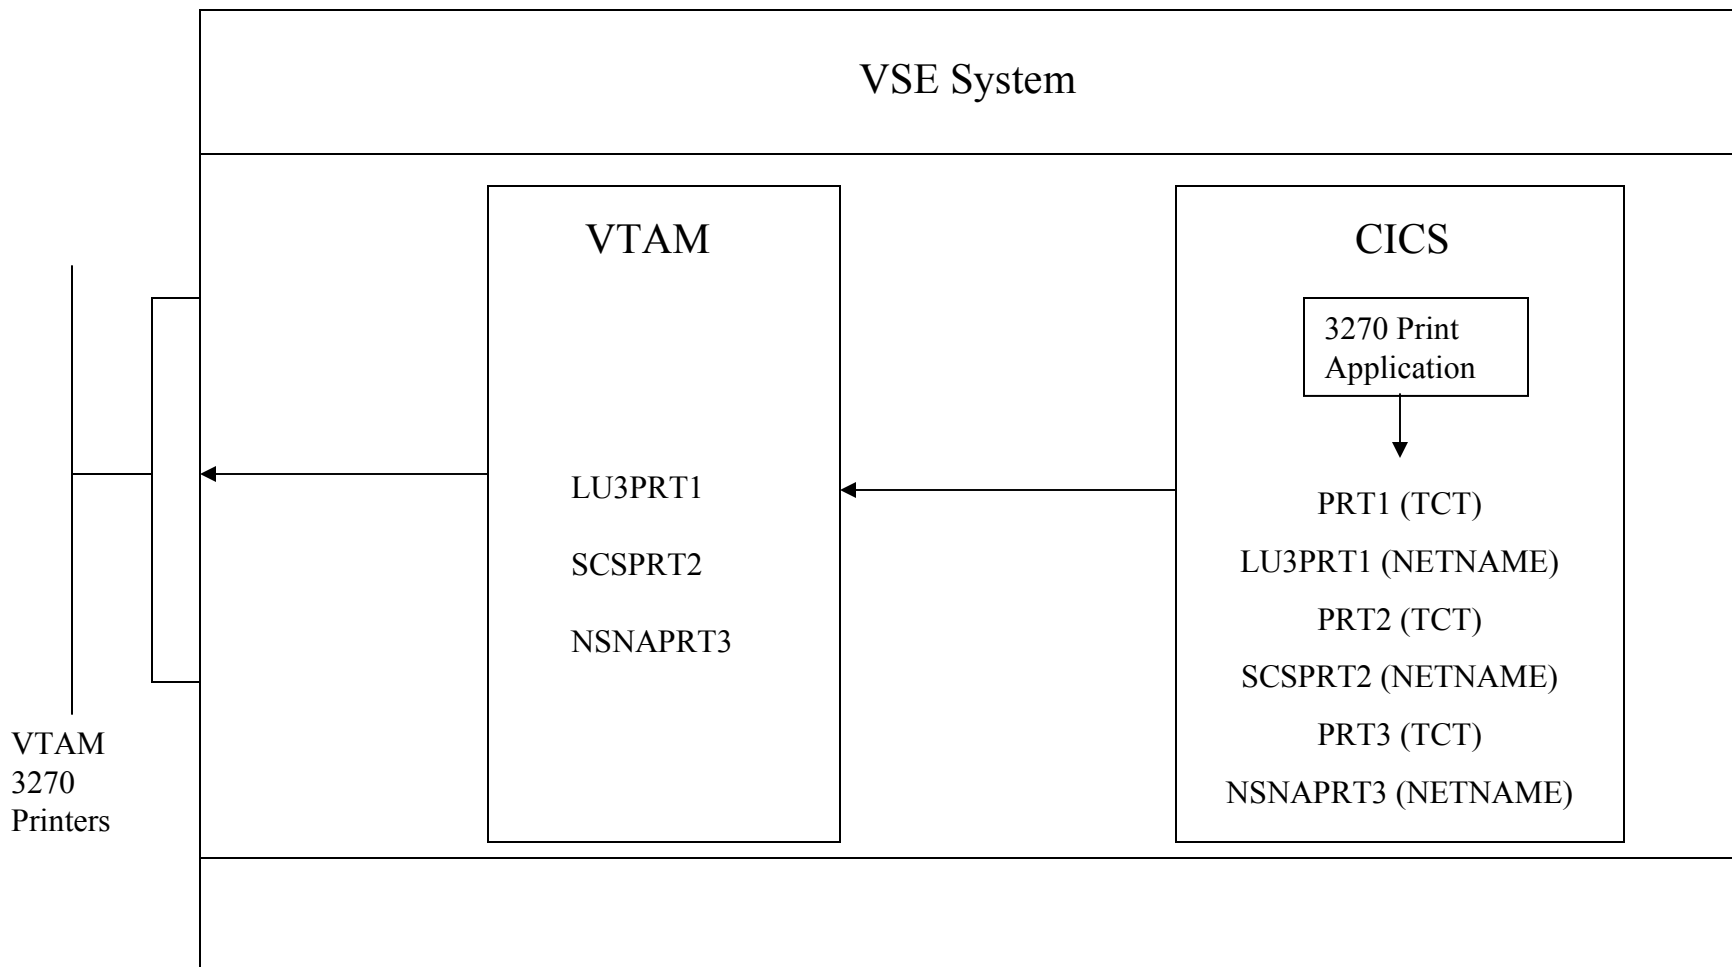 VSE System
VTAM
LU3PRT1
SCSPRT2
NSNAPRT3
CICS
3270 Print
Application
PRT1 (TCT)
LU3PRT1 (NETNAME)
PRT2 (TCT)
SCSPRT2 (NETNAME)
PRT3 (TCT)
NSNAPRT3 (NETNAME)
VTAM
3270
Printers